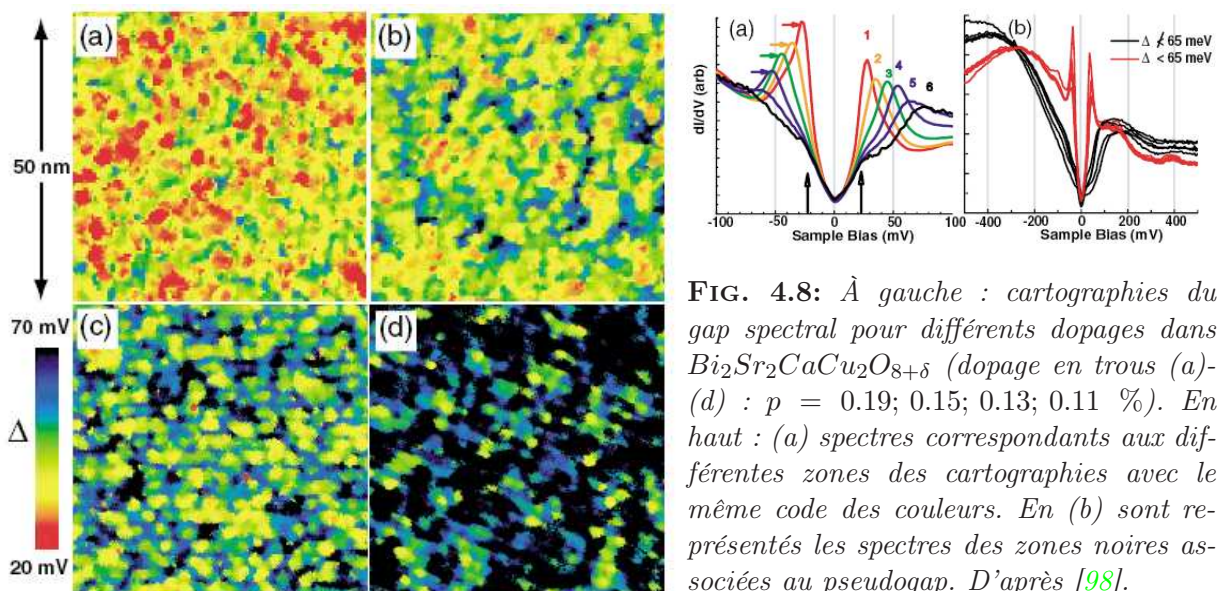 (a)
(b)
50 nm
70 mV
(c)
(d)
Δ
20 mV
(a)
1
2
3
4
5
6
dI/dV (arb)
-100
-50
0
50
100
Sample Bias (mV)
(b)
Δ ≮ 65 meV
Δ < 65 meV
-400
-200
0
200
400
Sample Bias (mV)
FIG. 4.8: À gauche : cartographies du
gap spectral pour différents dopages dans
Bi₂Sr₂CaCu₂O₈₊δ (dopage en trous (a)-
(d) : p = 0.19; 0.15; 0.13; 0.11 %). En
haut : (a) spectres correspondants aux dif-
férentes zones des cartographies avec le
même code des couleurs. En (b) sont re-
présentés les spectres des zones noires as-
sociées au pseudogap. D'après [98].